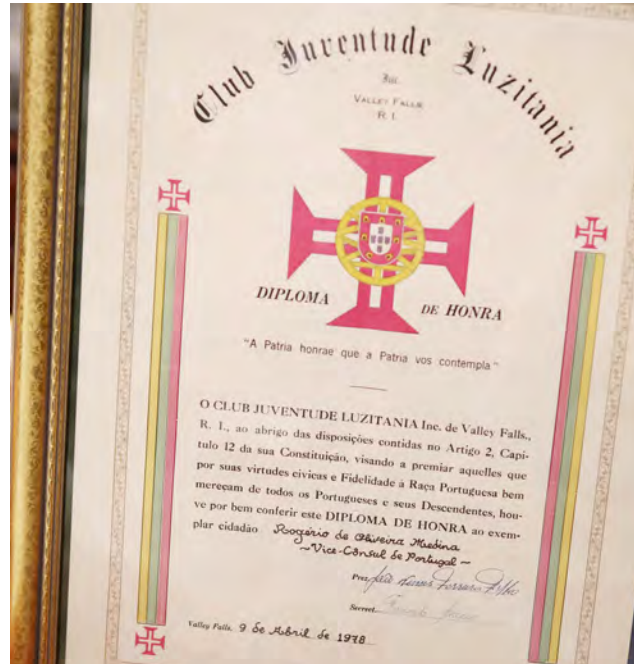 Club Juventude Luzitania
Inc.
VALLEY FALLS
R. I.
DIPLOMA DE HONRA
"A Patria honrae que a Patria vos contempla"
O CLUB JUVENTUDE LUZITANIA Inc. de Valley Falls.,
R. I., ao abrigo das disposições contidas no Artigo 2, Capi-
tulo 12 da sua Constituição, visando a premiar aquelles que
por suas virtudes civicas e Fidelidade à Raça Portuguesa bem
mereçam de todos os Portugueses e seus Descendentes, hou-
ve por bem conferir este DIPLOMA DE HONRA ao exem-
plar cidadão Rogério de Oliveira Medina
~Vice-Cônsul de Portugal~
Pres.
Secret.
Valley Falls, 9 de Abril de 1978